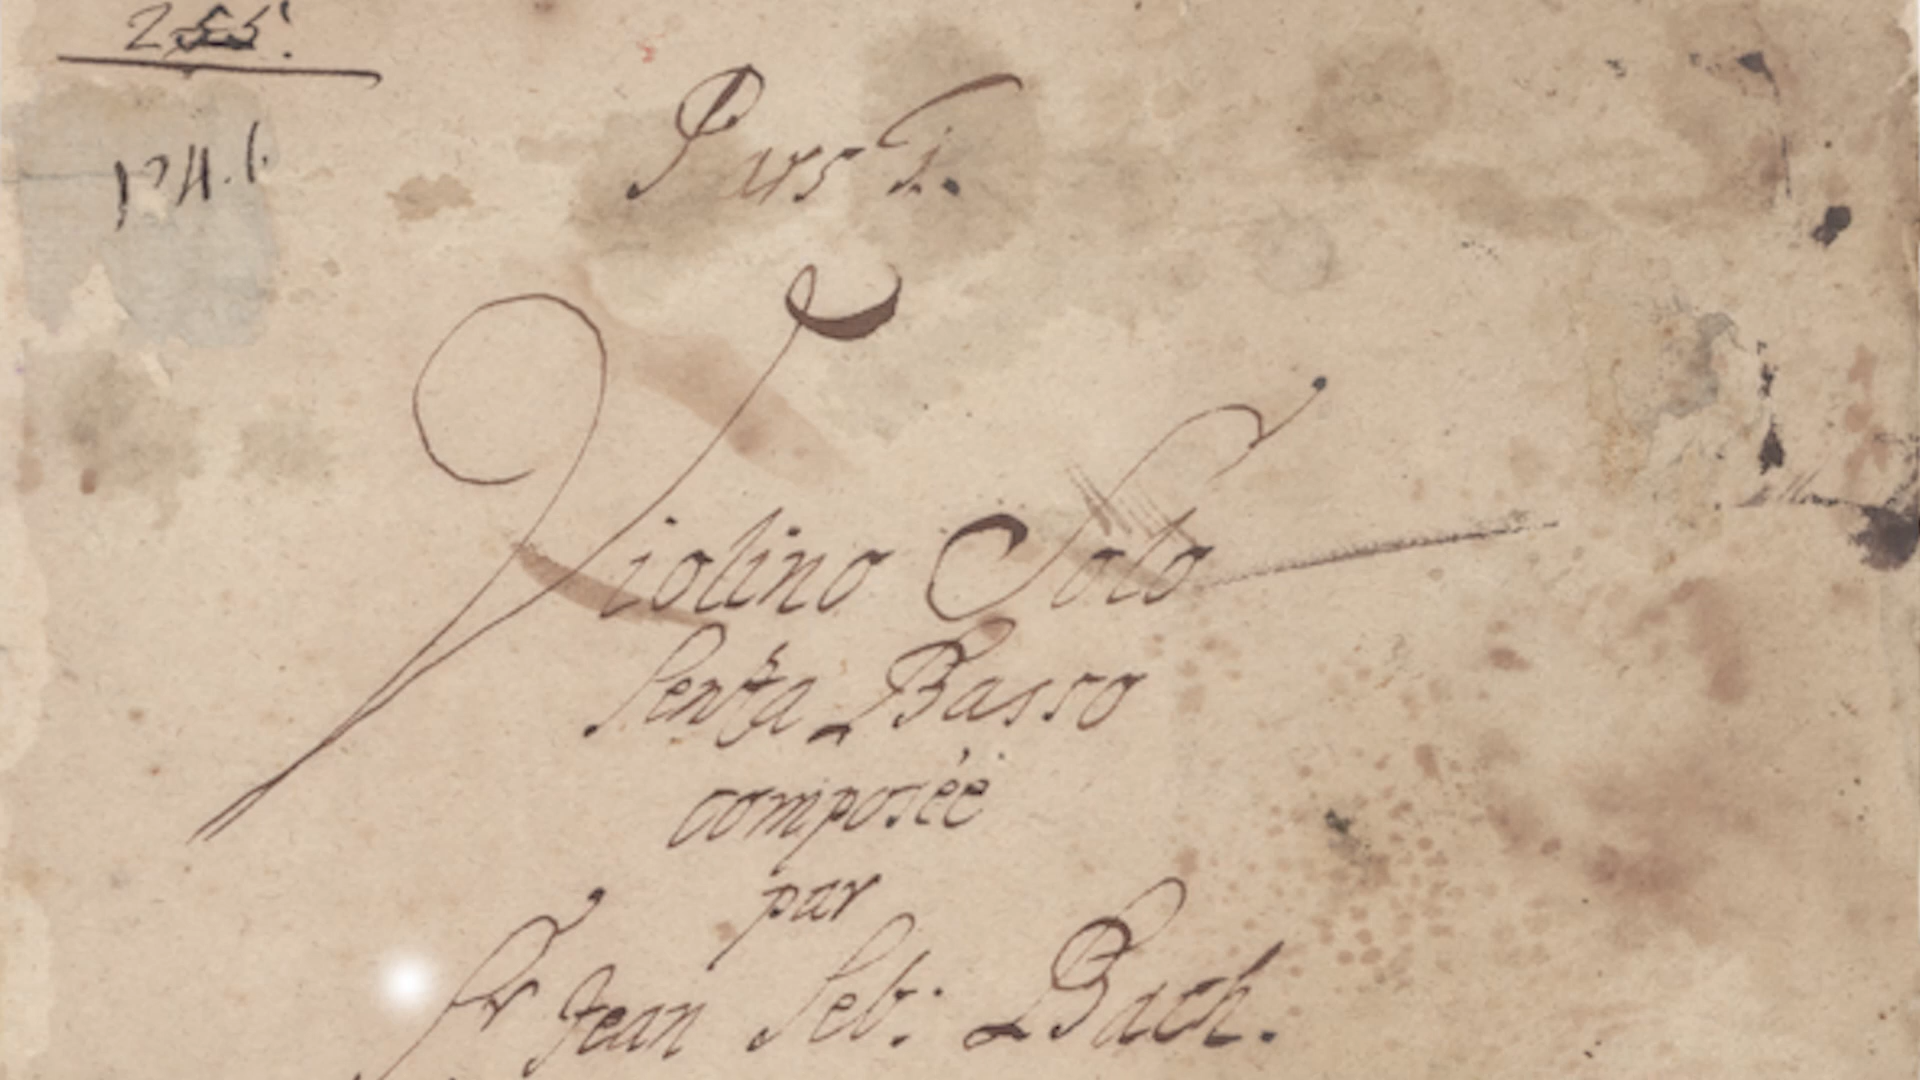 Pars 1.
Violino Solo
Senza Basso
composée
par
Sr Jean Seb: Bach.